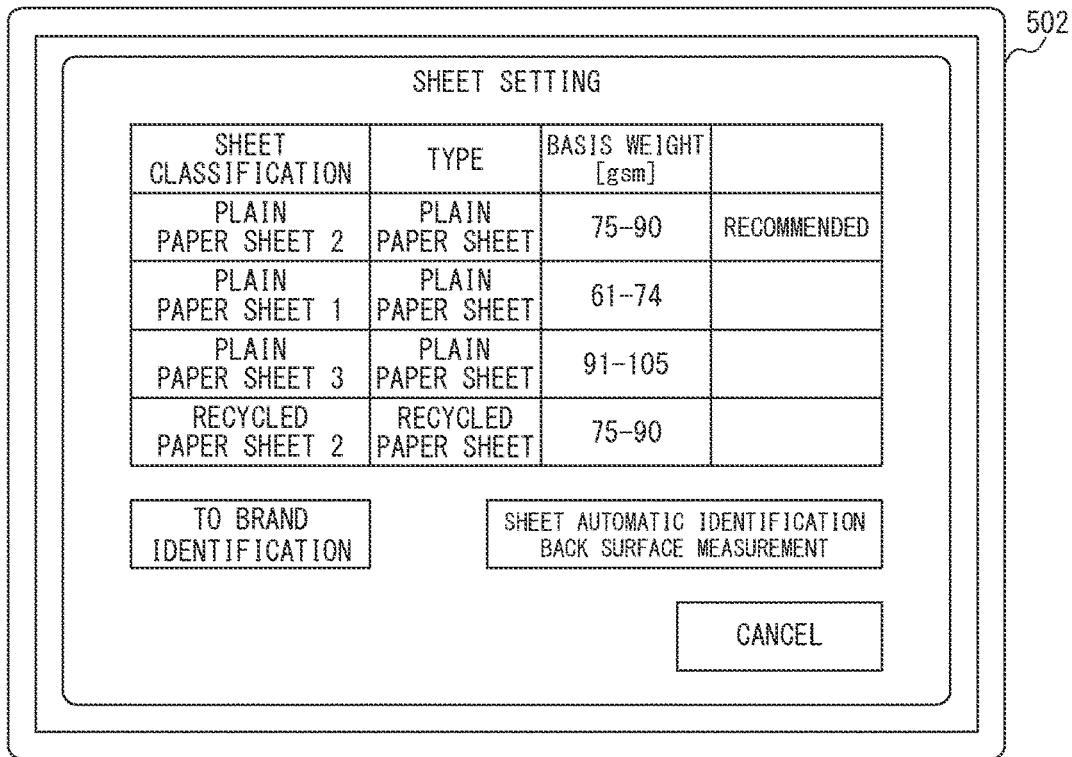 502
SHEET SETTING
SHEET CLASSIFICATION TYPE BASIS WEIGHT [gsm]
PLAIN PAPER SHEET 2 PLAIN PAPER SHEET 75-90 RECOMMENDED
PLAIN PAPER SHEET 1 PLAIN PAPER SHEET 61-74
PLAIN PAPER SHEET 3 PLAIN PAPER SHEET 91-105
RECYCLED PAPER SHEET 2 RECYCLED PAPER SHEET 75-90
TO BRAND
IDENTIFICATION
SHEET AUTOMATIC IDENTIFICATION
BACK SURFACE MEASUREMENT
CANCEL